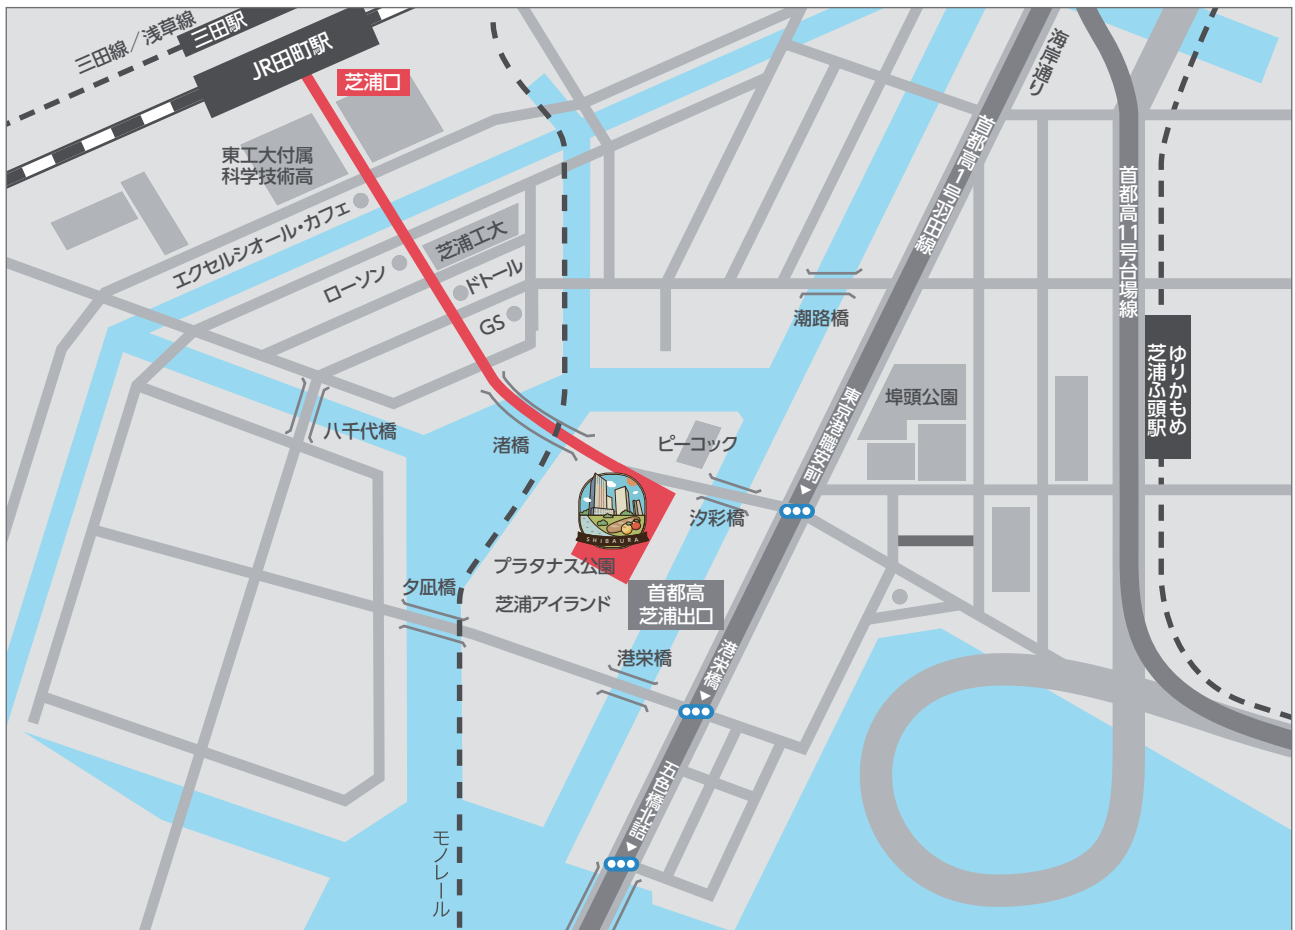 三田線／浅草線
三田駅
JR田町駅
芝浦口
海岸通り
首都高1号羽田線
首都高11号台場線
東工大付属
科学技術高
エクセルシオール・カフェ
芝浦工大
ローソン
ドトール
GS
潮路橋
ゆりかもめ
芝浦ふ頭駅
東京港職安前
埠頭公園
八千代橋
渚橋
ピーコック
汐彩橋
SHIBAURA
プラタナス公園
夕凪橋
芝浦アイランド
首都高
芝浦出口
港栄橋
港栄橋
五色橋北詰
モノレール